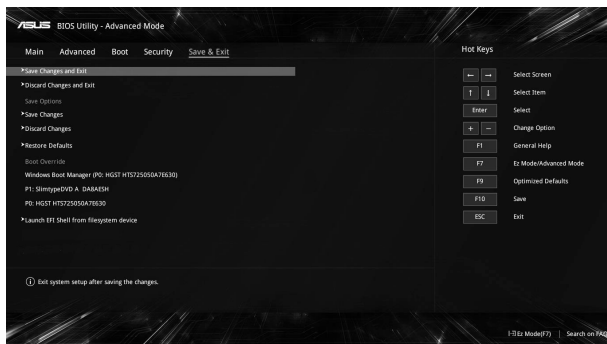 ASUS BIOS Utility - Advanced Mode
Main Advanced Boot Security Save & Exit
Save Changes and Exit
Discard Changes and Exit
Save Options
Save Changes
Discard Changes
Restore Defaults
Boot Override
Windows Boot Manager (P0: HGST HTS725050A7E630)
P1: SlimtypeDVD A DA8AESH
P0: HGST HTS725050A7E630
Launch EFI Shell from filesystem device
Exit system setup after saving the changes.
Hot Keys
← → Select Screen
↑ ↓ Select Item
Enter Select
+ − Change Option
F1 General Help
F7 Ez Mode/Advanced Mode
F9 Optimized Defaults
F10 Save
ESC Exit
Ez Mode(F7) | Search on FAQ